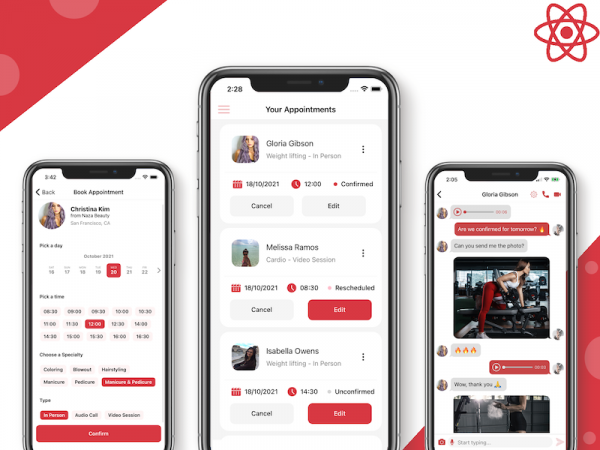 3:42
Back
Book Appointment
Christina Kim
from Naza Beauty
San Francisco, CA
Pick a day
October 2021
16 17 18 19 20 21 22
Pick a time
08:30 09:00 09:30 10:00 10:30
11:00 11:30 12:00 12:30 13:30
14:30 15:00 15:30 16:00 16:30
Choose a Specialty
Coloring Blowout Hairstyling
Manicure Pedicure Manicure & Pedicure
Type
In Person Audio Call Video Session
Confirm
2:28
Your Appointments
Gloria Gibson
Weight lifting - In Person
18/10/2021 12:00 Confirmed
Cancel Edit
Melissa Ramos
Cardio - Video Session
18/10/2021 08:30 Rescheduled
Cancel Edit
Isabella Owens
Weight lifting - In Person
18/10/2021 14:30 Unconfirmed
Cancel Edit
2:05
Gloria Gibson
00:06
Are we confirmed for tomorrow? 🔥
Can you send me the photo?
🔥🔥🔥
Wow, thank you 🙏
Start typing...